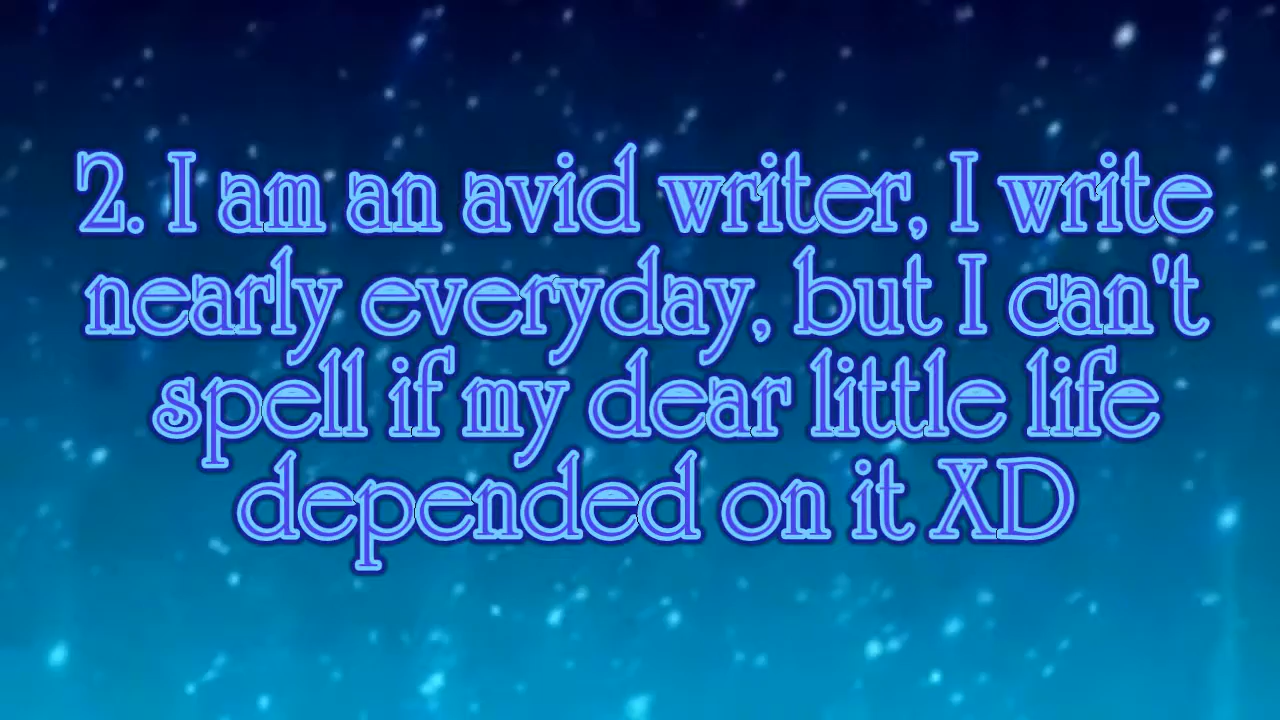 2. I am an avid writer, I write
nearly everyday, but I can't
spell if my dear little life
depended on it XD